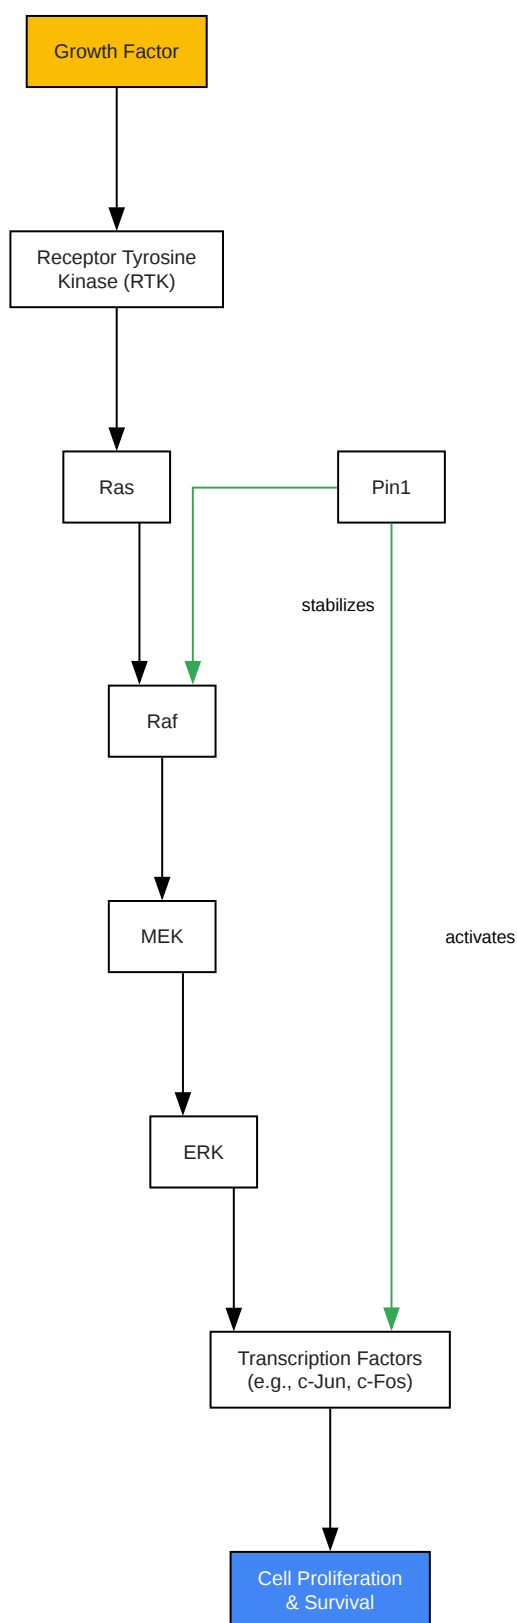 Growth Factor
Receptor Tyrosine
Kinase (RTK)
Ras
Pin1
stabilizes
Raf
MEK
activates
ERK
Transcription Factors
(e.g., c-Jun, c-Fos)
Cell Proliferation
& Survival